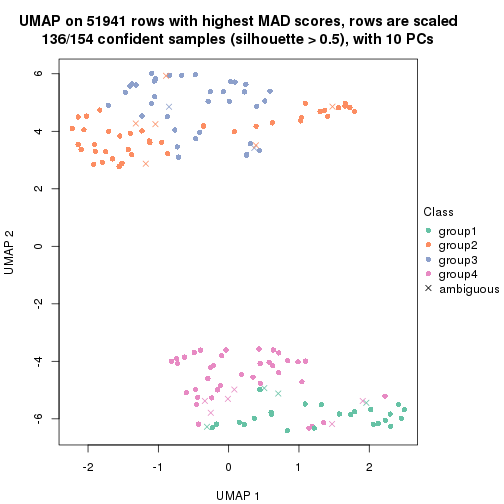 UMAP on 51941 rows with highest MAD scores, rows are scaled
136/154 confident samples (silhouette > 0.5), with 10 PCs
6
4
2
0
-2
-4
-6
UMAP 2
-2
-1
0
1
2
UMAP 1
Class
group1
group2
group3
group4
ambiguous